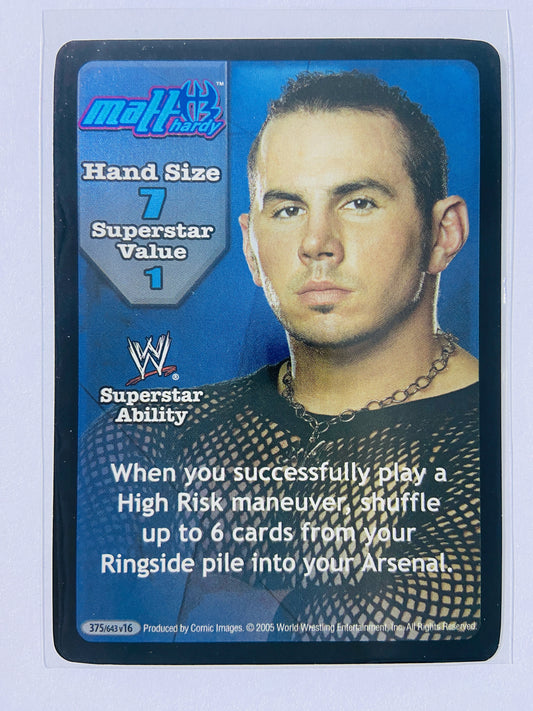 matt
hardy™
Hand Size
7
Superstar
Value
1
W®
Superstar
Ability
When you successfully play a
High Risk maneuver, shuffle
up to 6 cards from your
Ringside pile into your Arsenal.
375/643 v16 Produced by Comic Images. © 2005 World Wrestling Entertainment, Inc. All Rights Reserved.